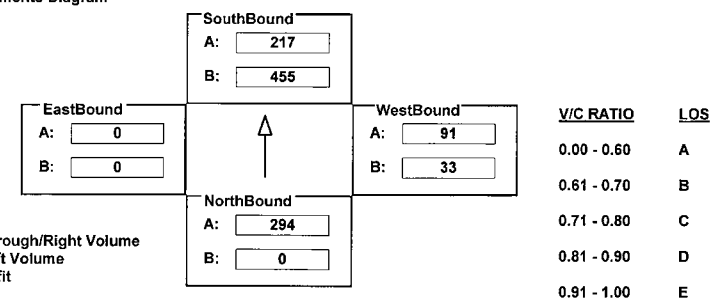 Diagram
SouthBound
A: 217
B: 455
EastBound
A: 0
B: 0
WestBound
A: 91
B: 33
NorthBound
A: 294
B: 0
rough/Right Volume
t Volume
fit
V/C RATIO LOS
0.00 - 0.60 A
0.61 - 0.70 B
0.71 - 0.80 C
0.81 - 0.90 D
0.91 - 1.00 E